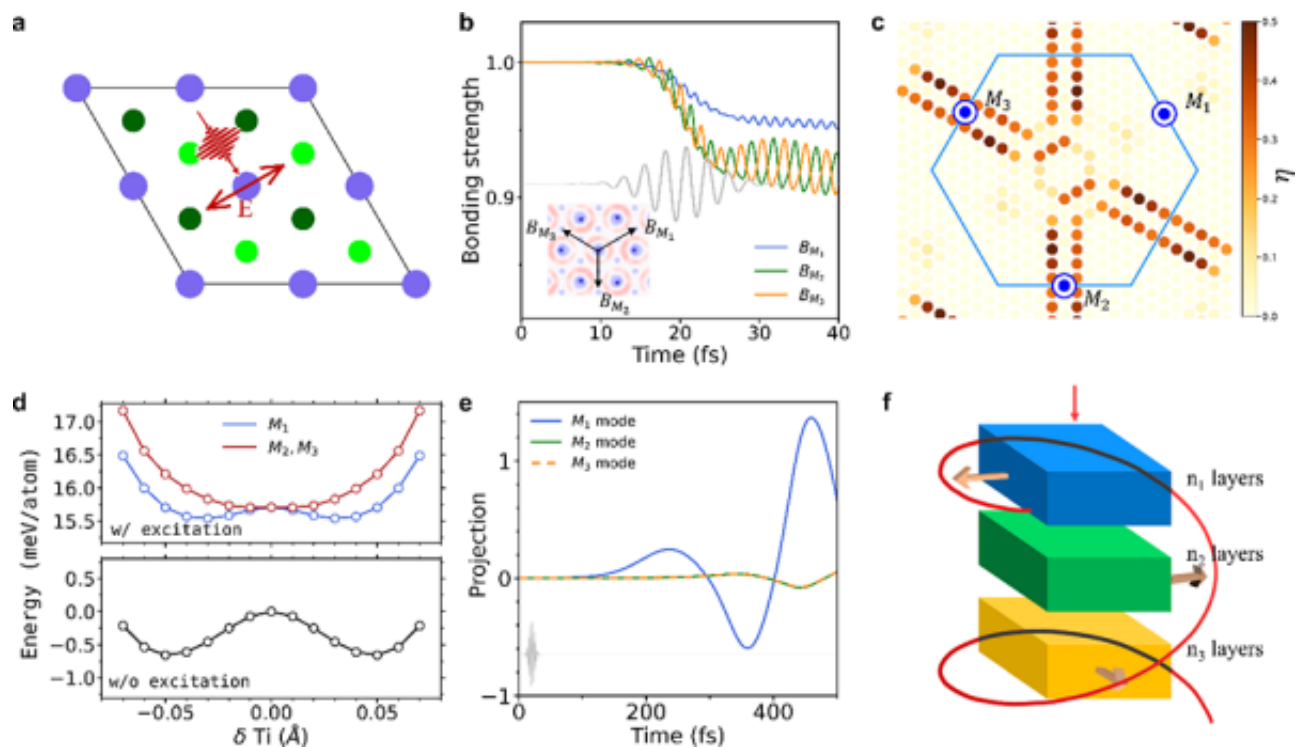 a
E
b
Bonding strength
1.0
0.9
B_{M_3}
B_{M_1}
B_{M_2}
B_{M_1}
B_{M_2}
B_{M_3}
0
10
20
30
40
Time (fs)
c
M_3
M_1
M_2
0.5
0.4
0.3
0.2
0.1
0.0
η
d
Energy (meV/atom)
17.0
16.5
16.0
15.5
M_1
M_2, M_3
w/ excitation
0.5
0.0
−0.5
−1.0
w/o excitation
−0.05
0.00
0.05
δ Ti (Å)
e
Projection
1
0
−1
M_1 mode
M_2 mode
M_3 mode
0
200
400
Time (fs)
f
n_1 layers
n_2 layers
n_3 layers